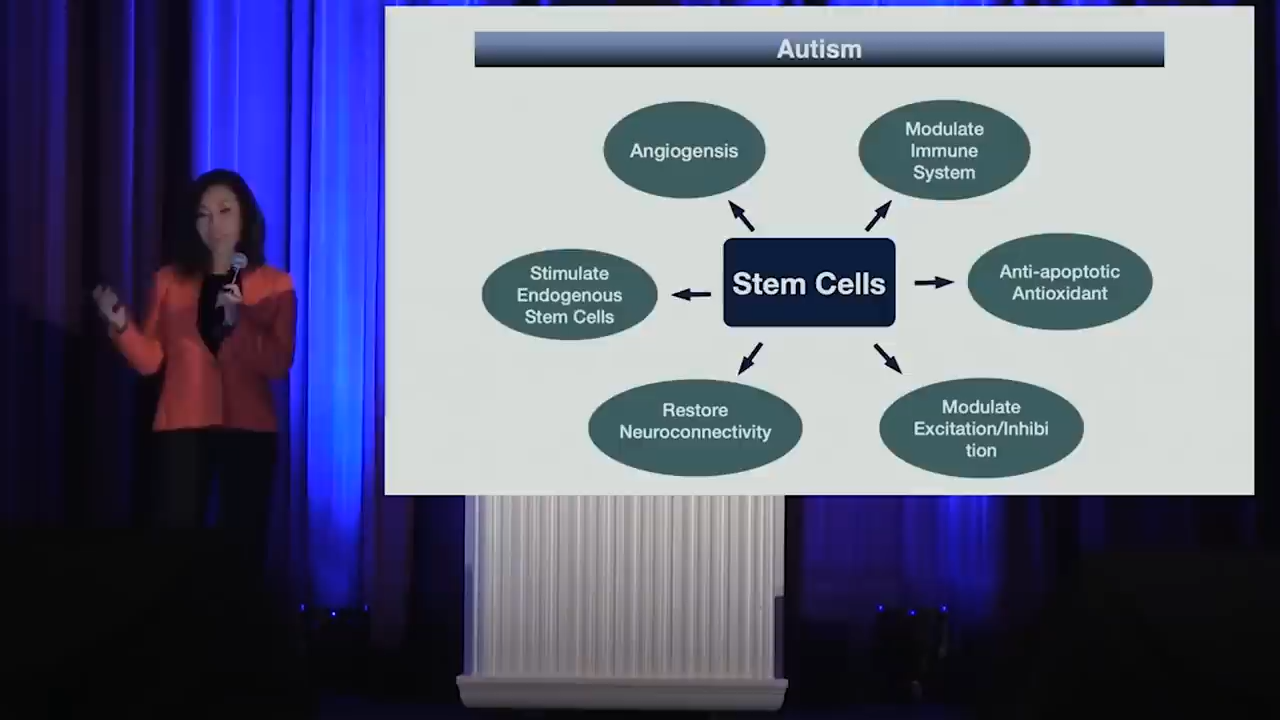 Autism
Angiogensis
Modulate
Immune
System
Stimulate
Endogenous
Stem Cells
Stem Cells
Anti-apoptotic
Antioxidant
Restore
Neuroconnectivity
Modulate
Excitation/Inhibi
tion